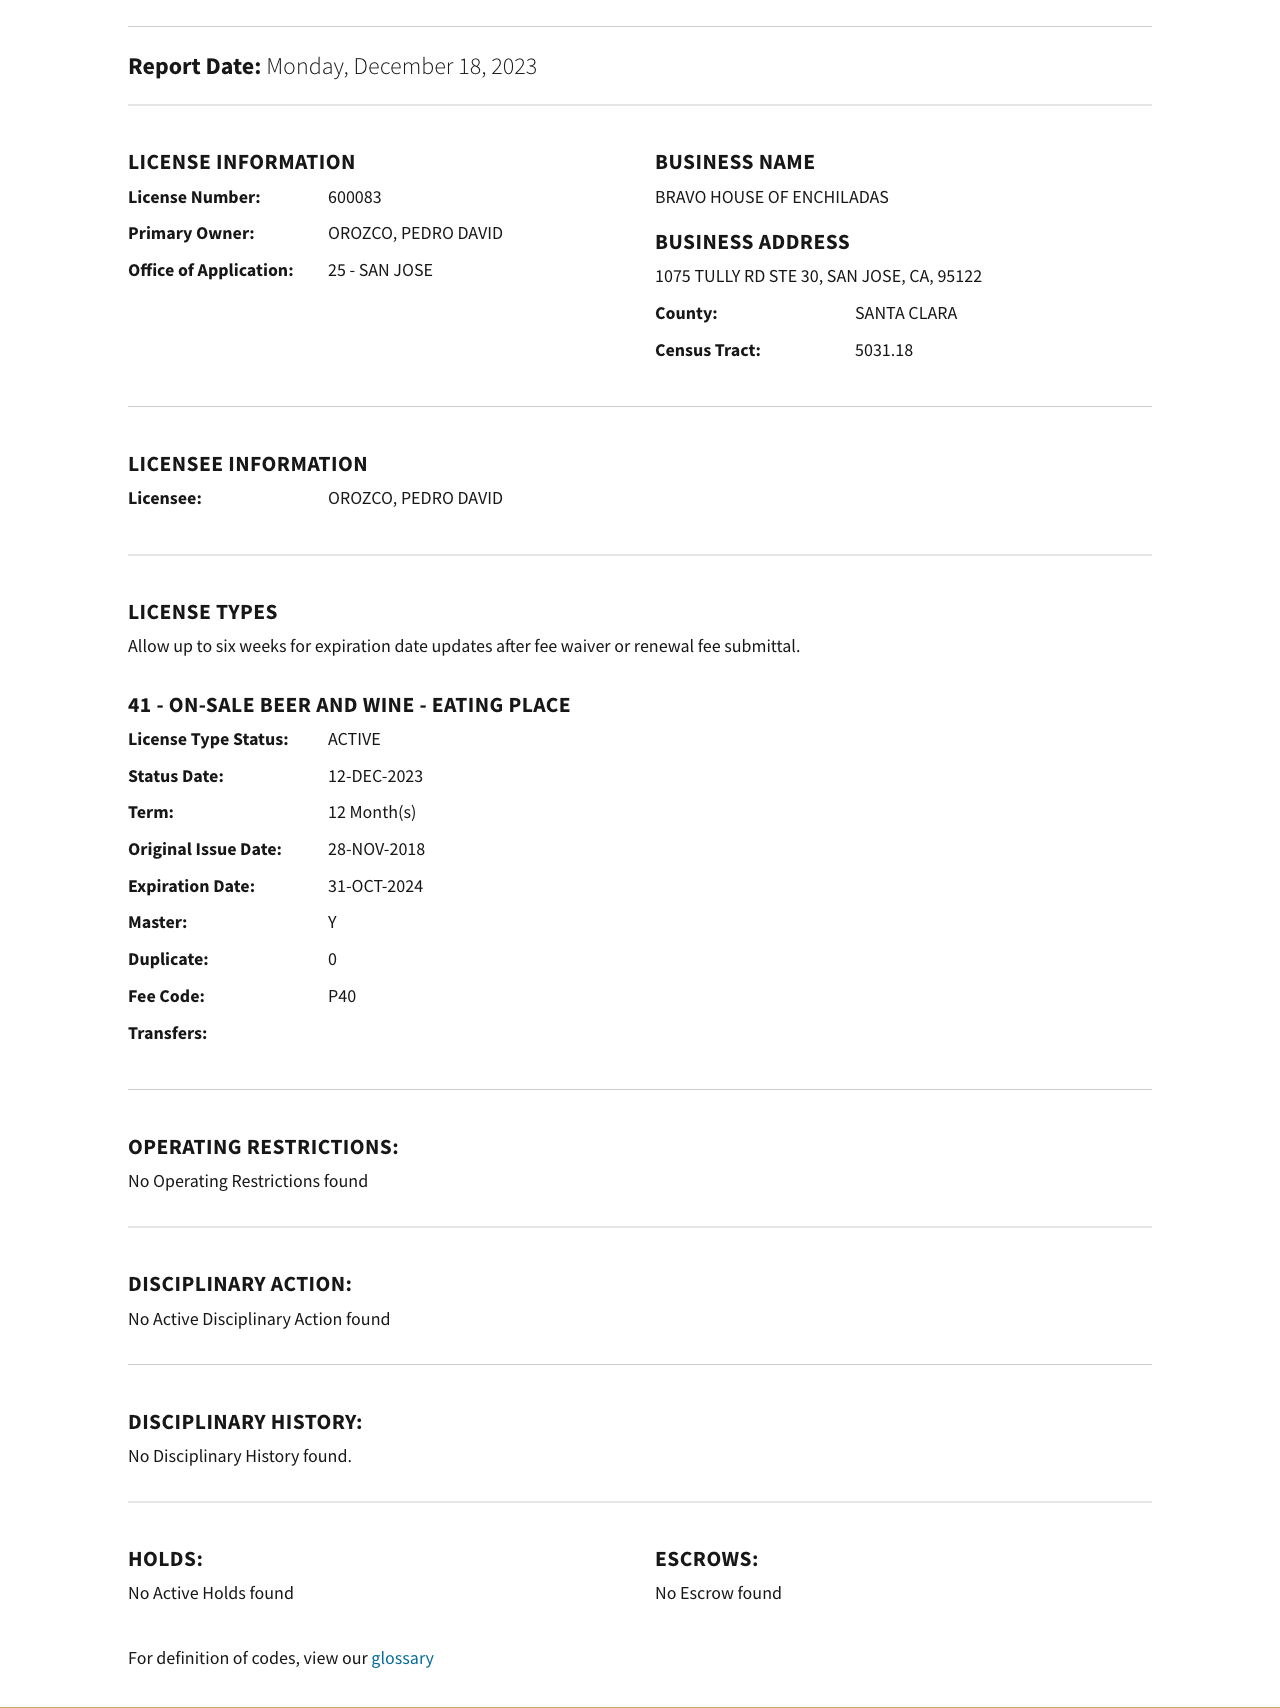 Report Date: Monday, December 18, 2023
LICENSE INFORMATION
License Number: 600083
Primary Owner: OROZCO, PEDRO DAVID
Office of Application: 25 - SAN JOSE
BUSINESS NAME
BRAVO HOUSE OF ENCHILADAS
BUSINESS ADDRESS
1075 TULLY RD STE 30, SAN JOSE, CA, 95122
County: SANTA CLARA
Census Tract: 5031.18
LICENSEE INFORMATION
Licensee: OROZCO, PEDRO DAVID
LICENSE TYPES
Allow up to six weeks for expiration date updates after fee waiver or renewal fee submittal.
41 - ON-SALE BEER AND WINE - EATING PLACE
License Type Status: ACTIVE
Status Date: 12-DEC-2023
Term: 12 Month(s)
Original Issue Date: 28-NOV-2018
Expiration Date: 31-OCT-2024
Master: Y
Duplicate: 0
Fee Code: P40
Transfers:
OPERATING RESTRICTIONS:
No Operating Restrictions found
DISCIPLINARY ACTION:
No Active Disciplinary Action found
DISCIPLINARY HISTORY:
No Disciplinary History found.
HOLDS:
No Active Holds found
ESCROWS:
No Escrow found
For definition of codes, view our glossary